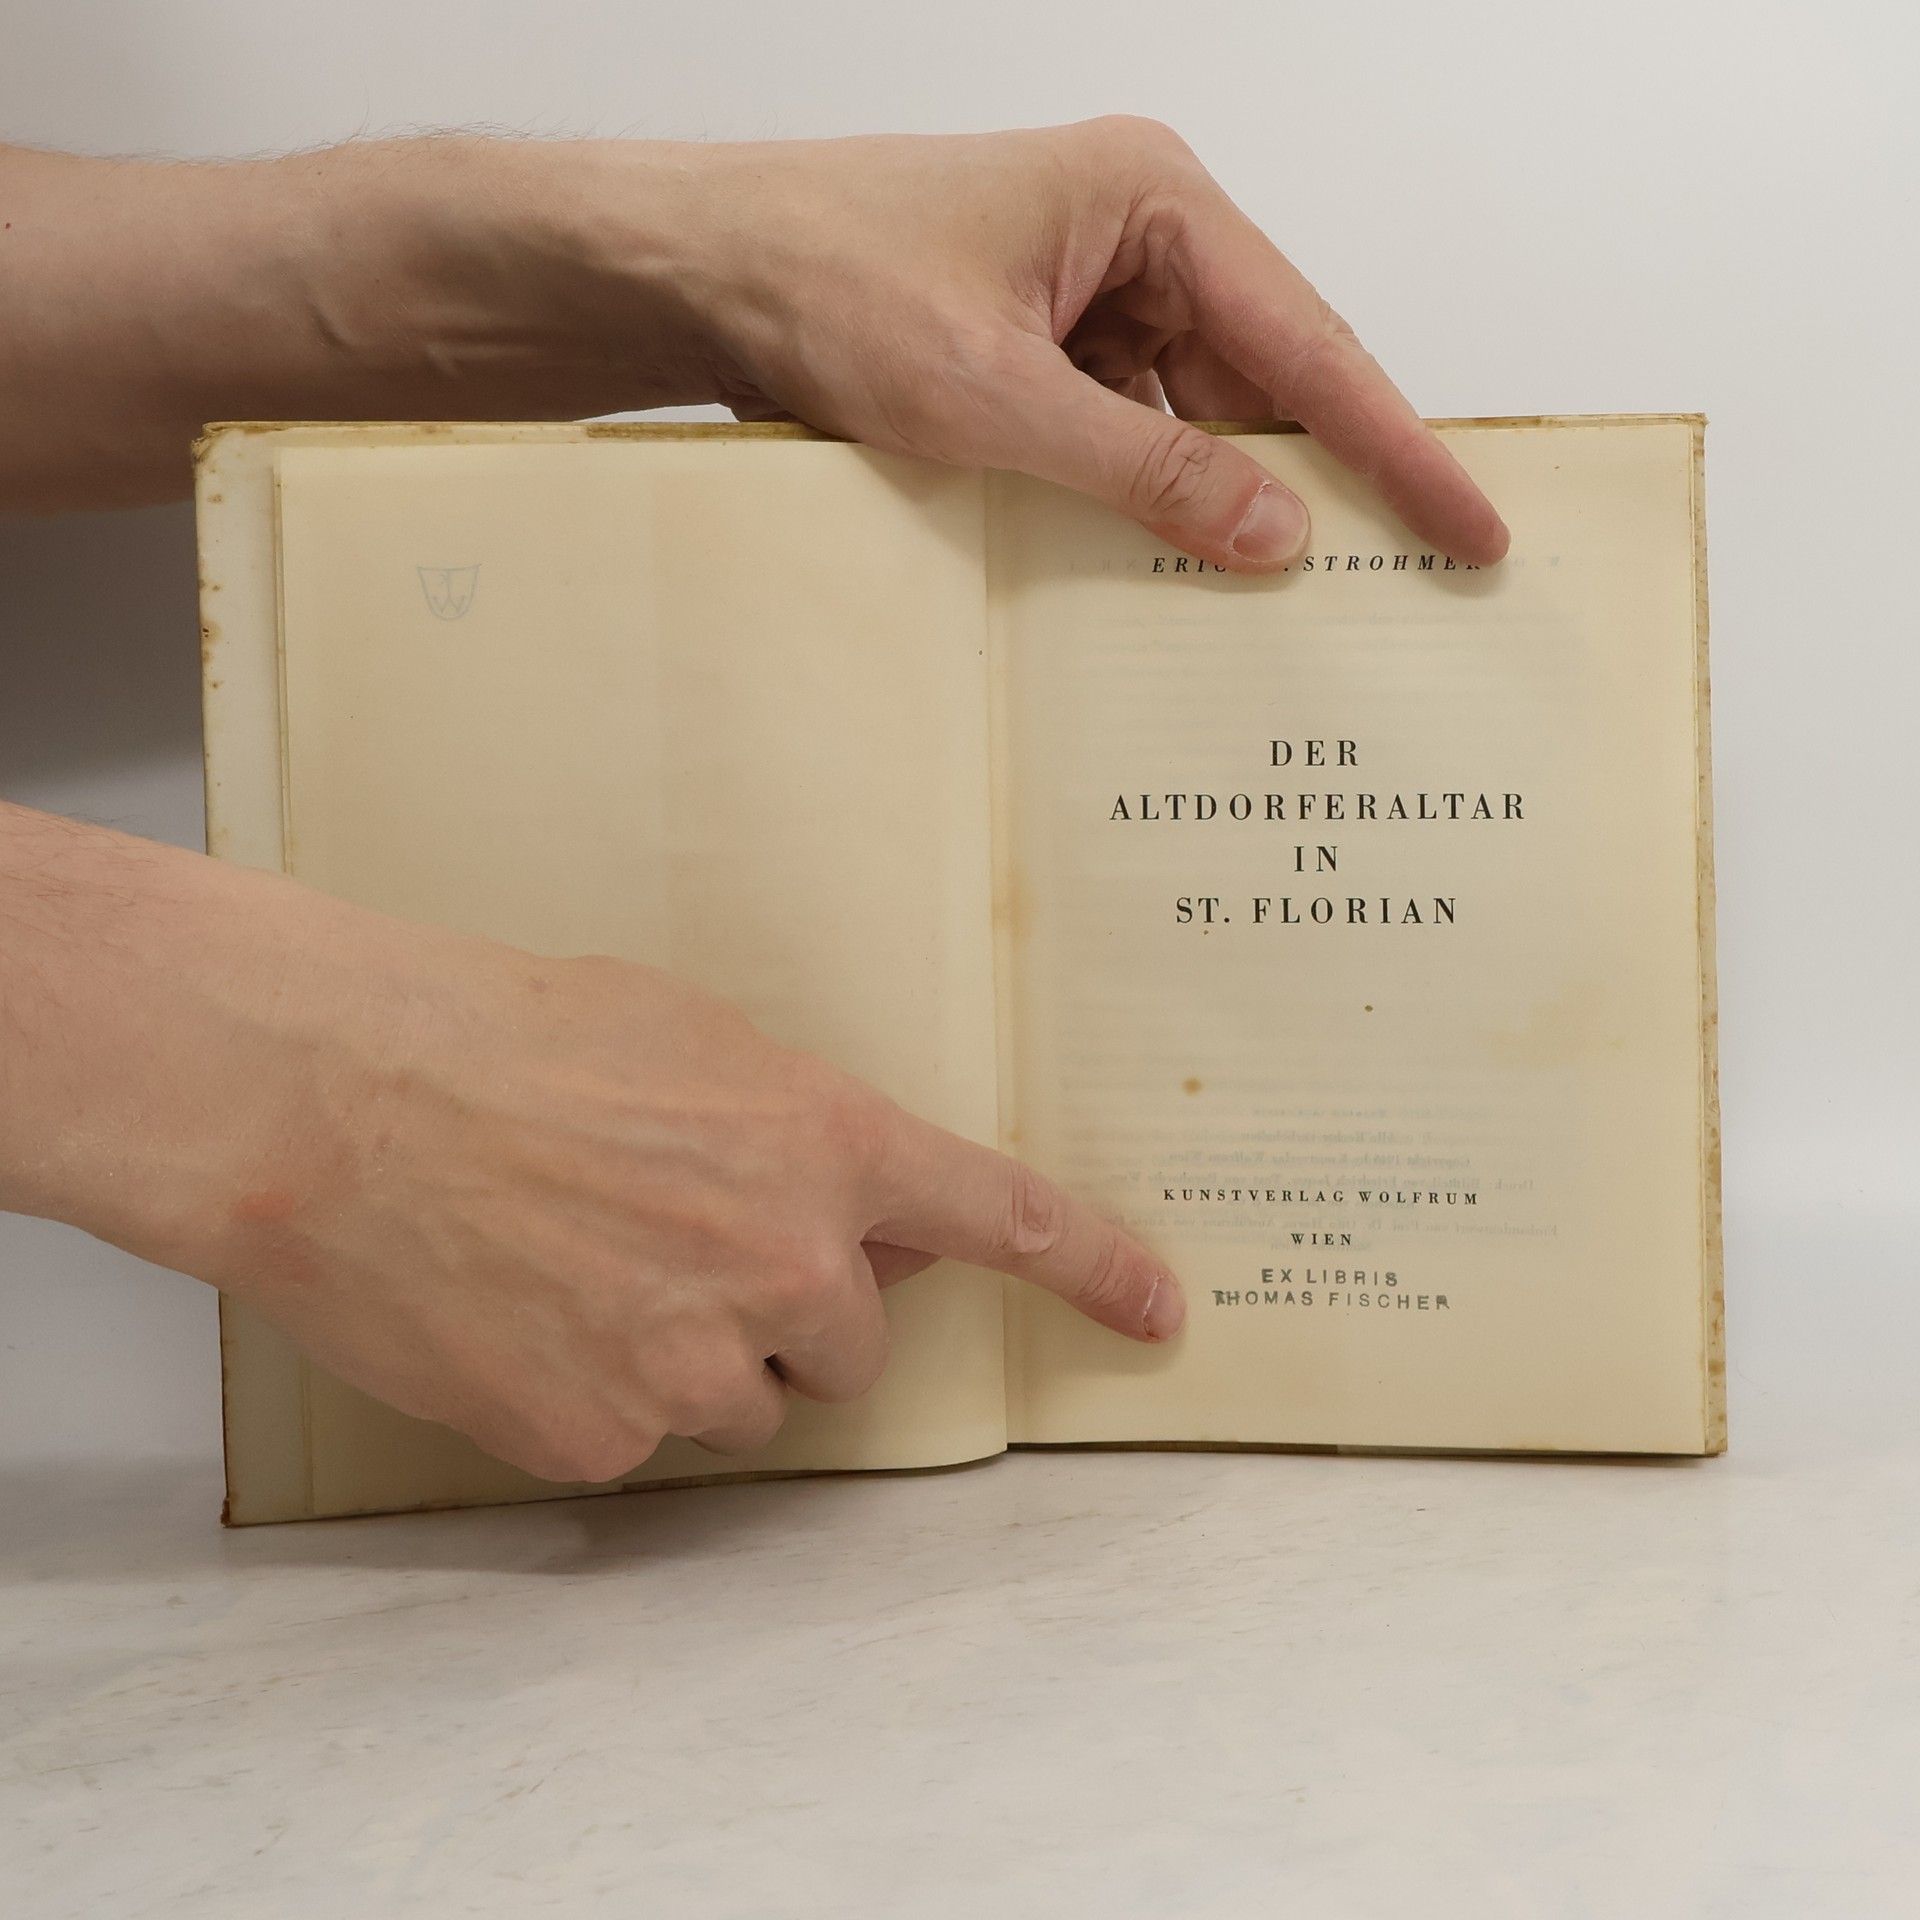 STROHMER
DER
ALTDORFERALTAR
IN
ST. FLORIAN
KUNSTVERLAG WOLFRUM
WIEN
EX LIBRIS
THOMAS FISCHER